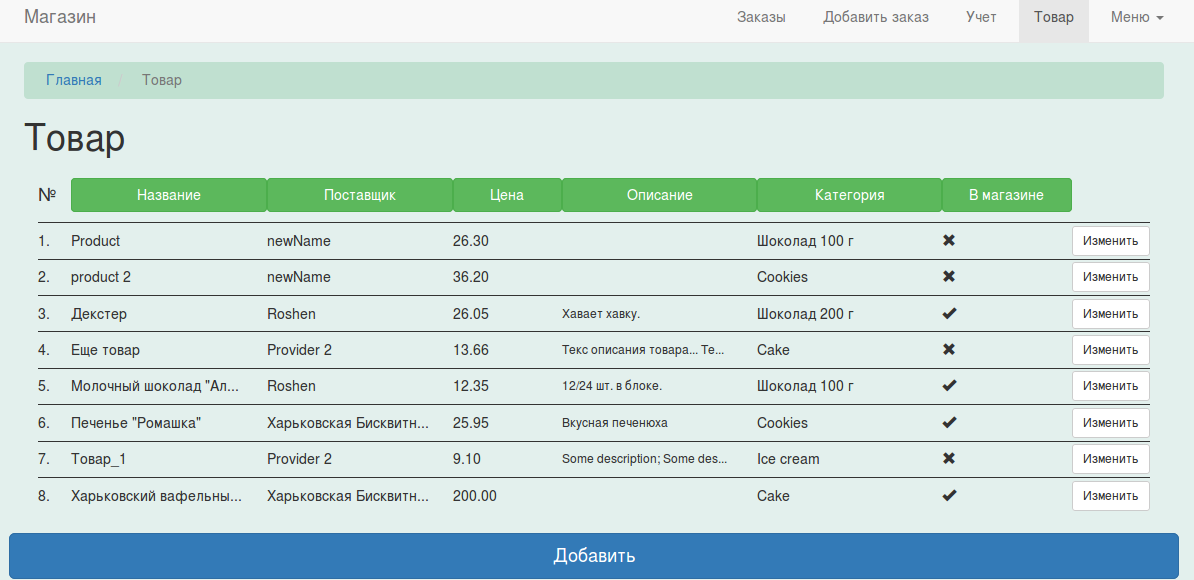 Магазин Заказы Добавить заказ Учет Товар Меню
Главная / Товар
Товар
№ Название Поставщик Цена Описание Категория В магазине
1. Product newName 26.30 Шоколад 100 г Изменить
2. product 2 newName 36.20 Cookies Изменить
3. Декстер Roshen 26.05 Хавает хавку. Шоколад 200 г Изменить
4. Еще товар Provider 2 13.66 Текс описания товара... Те... Cake Изменить
5. Молочный шоколад "Ал... Roshen 12.35 12/24 шт. в блоке. Шоколад 100 г Изменить
6. Печенье "Ромашка" Харьковская Бисквитн... 25.95 Вкусная печенюха Cookies Изменить
7. Товар_1 Provider 2 9.10 Some description; Some des... Ice cream Изменить
8. Харьковский вафельны... Харьковская Бисквитн... 200.00 Cake Изменить
Добавить